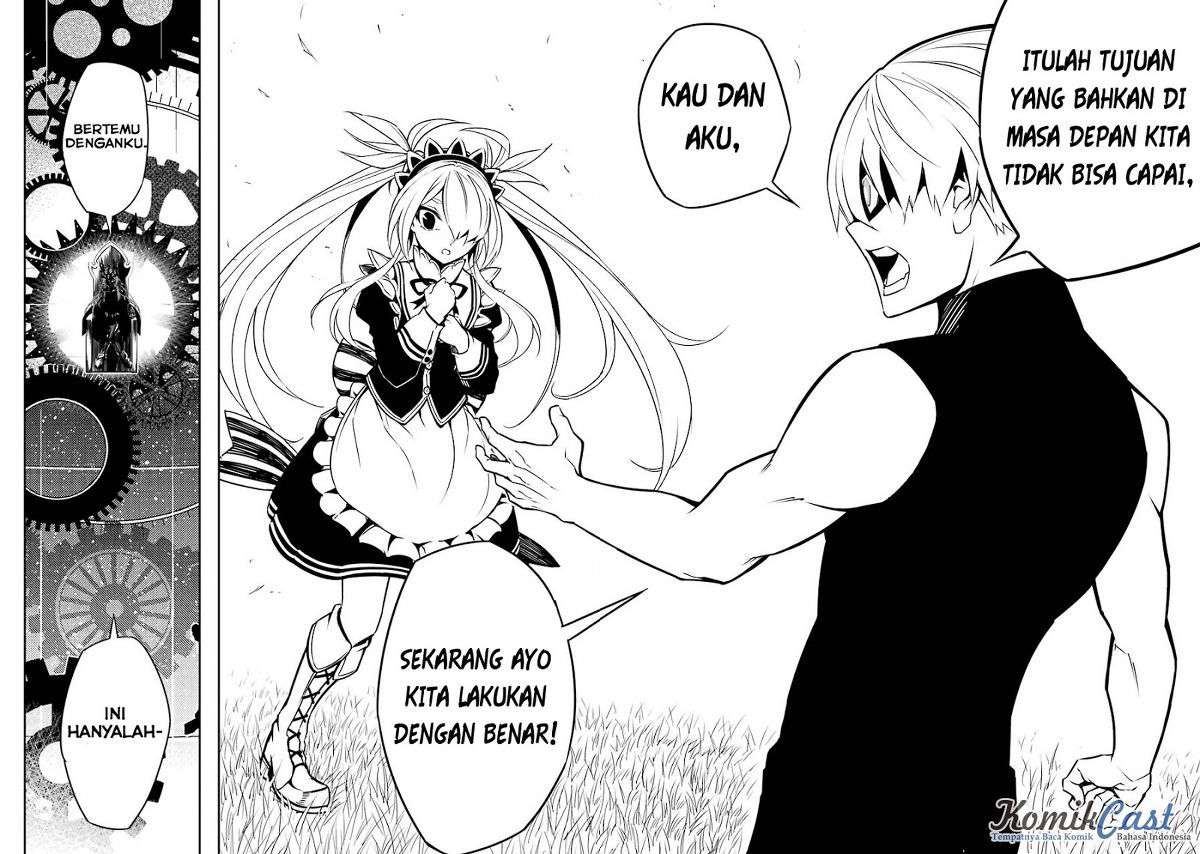 ITULAH TUJUAN
YANG BAHKAN DI
MASA DEPAN KITA
TIDAK BISA CAPAI,
KAU DAN
AKU,
SEKARANG AYO
KITA LAKUKAN
DENGAN BENAR!
BERTEMU
DENGANKU.
INI
HANYALAH-
KomikCast
Tempatnya Baca Komik Bahasa Indonesia